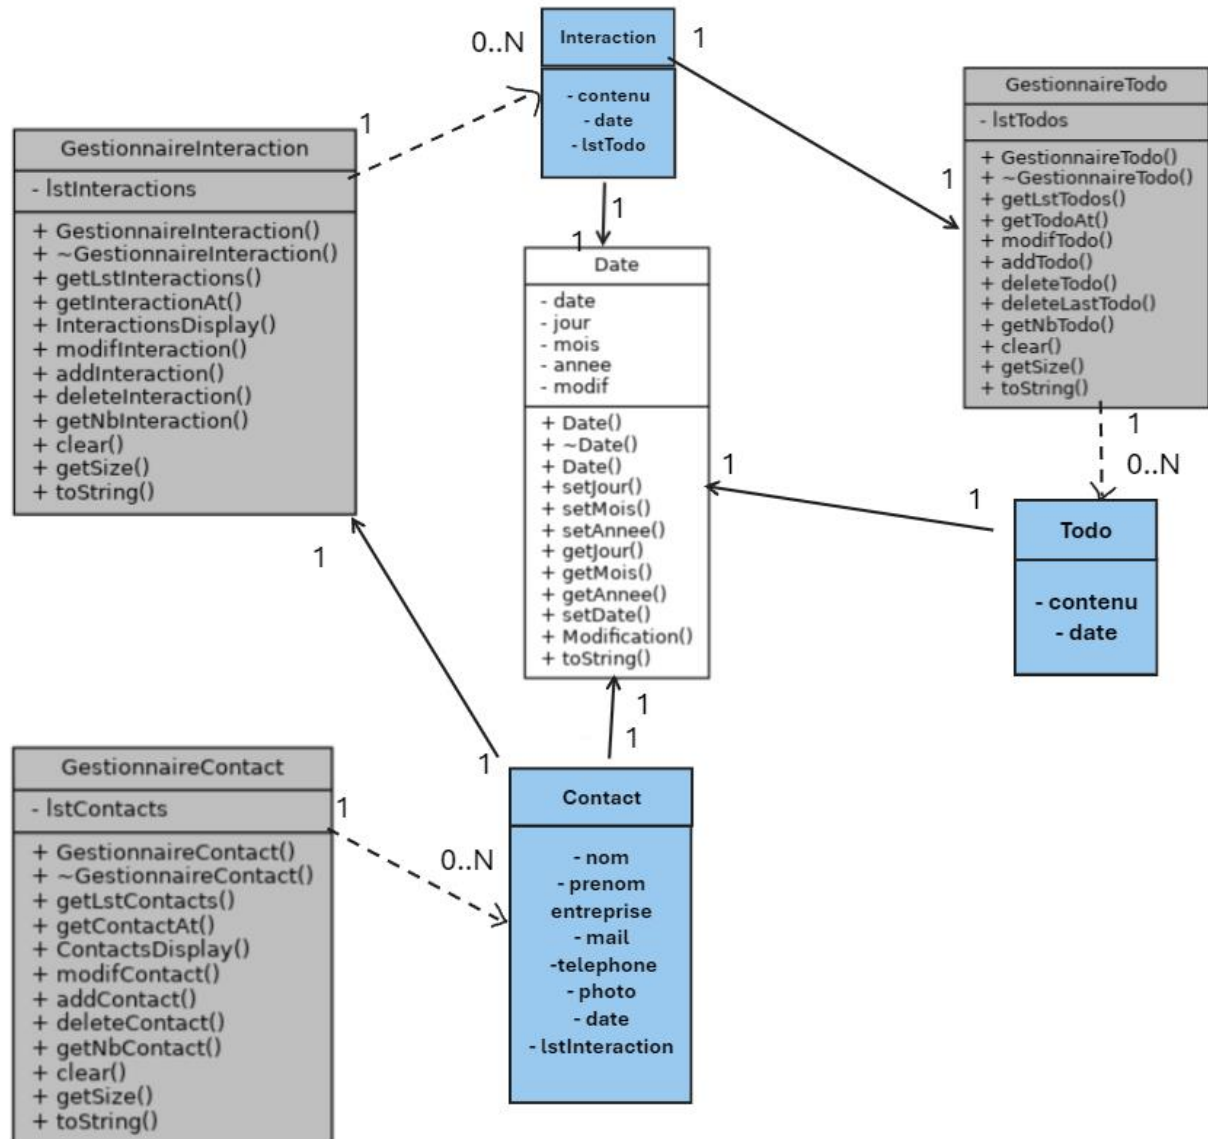 Interaction
- contenu
- date
- lstTodo
0..N
1
1
GestionnaireTodo
- lstTodos
+ GestionnaireTodo()
+ ~GestionnaireTodo()
+ getLstTodos()
+ getTodoAt()
+ modifTodo()
+ addTodo()
+ deleteTodo()
+ deleteLastTodo()
+ getNbTodo()
+ clear()
+ getSize()
+ toString()
1
GestionnaireInteraction
- lstInteractions
+ GestionnaireInteraction()
+ ~GestionnaireInteraction()
+ getLstInteractions()
+ getInteractionAt()
+ InteractionsDisplay()
+ modifInteraction()
+ addInteraction()
+ deleteInteraction()
+ getNbInteraction()
+ clear()
+ getSize()
+ toString()
1
1
Date
- date
- jour
- mois
- annee
- modif
+ Date()
+ ~Date()
+ Date()
+ setJour()
+ setMois()
+ setAnnee()
+ getJour()
+ getMois()
+ getAnnee()
+ setDate()
+ Modification()
+ toString()
1
0..N
1
1
Todo
- contenu
- date
1
1
1
1
GestionnaireContact
- lstContacts
+ GestionnaireContact()
+ ~GestionnaireContact()
+ getLstContacts()
+ getContactAt()
+ ContactsDisplay()
+ modifContact()
+ addContact()
+ deleteContact()
+ getNbContact()
+ clear()
+ getSize()
+ toString()
1
0..N
Contact
- nom
- prenom
entreprise
- mail
-telephone
- photo
- date
- lstInteraction